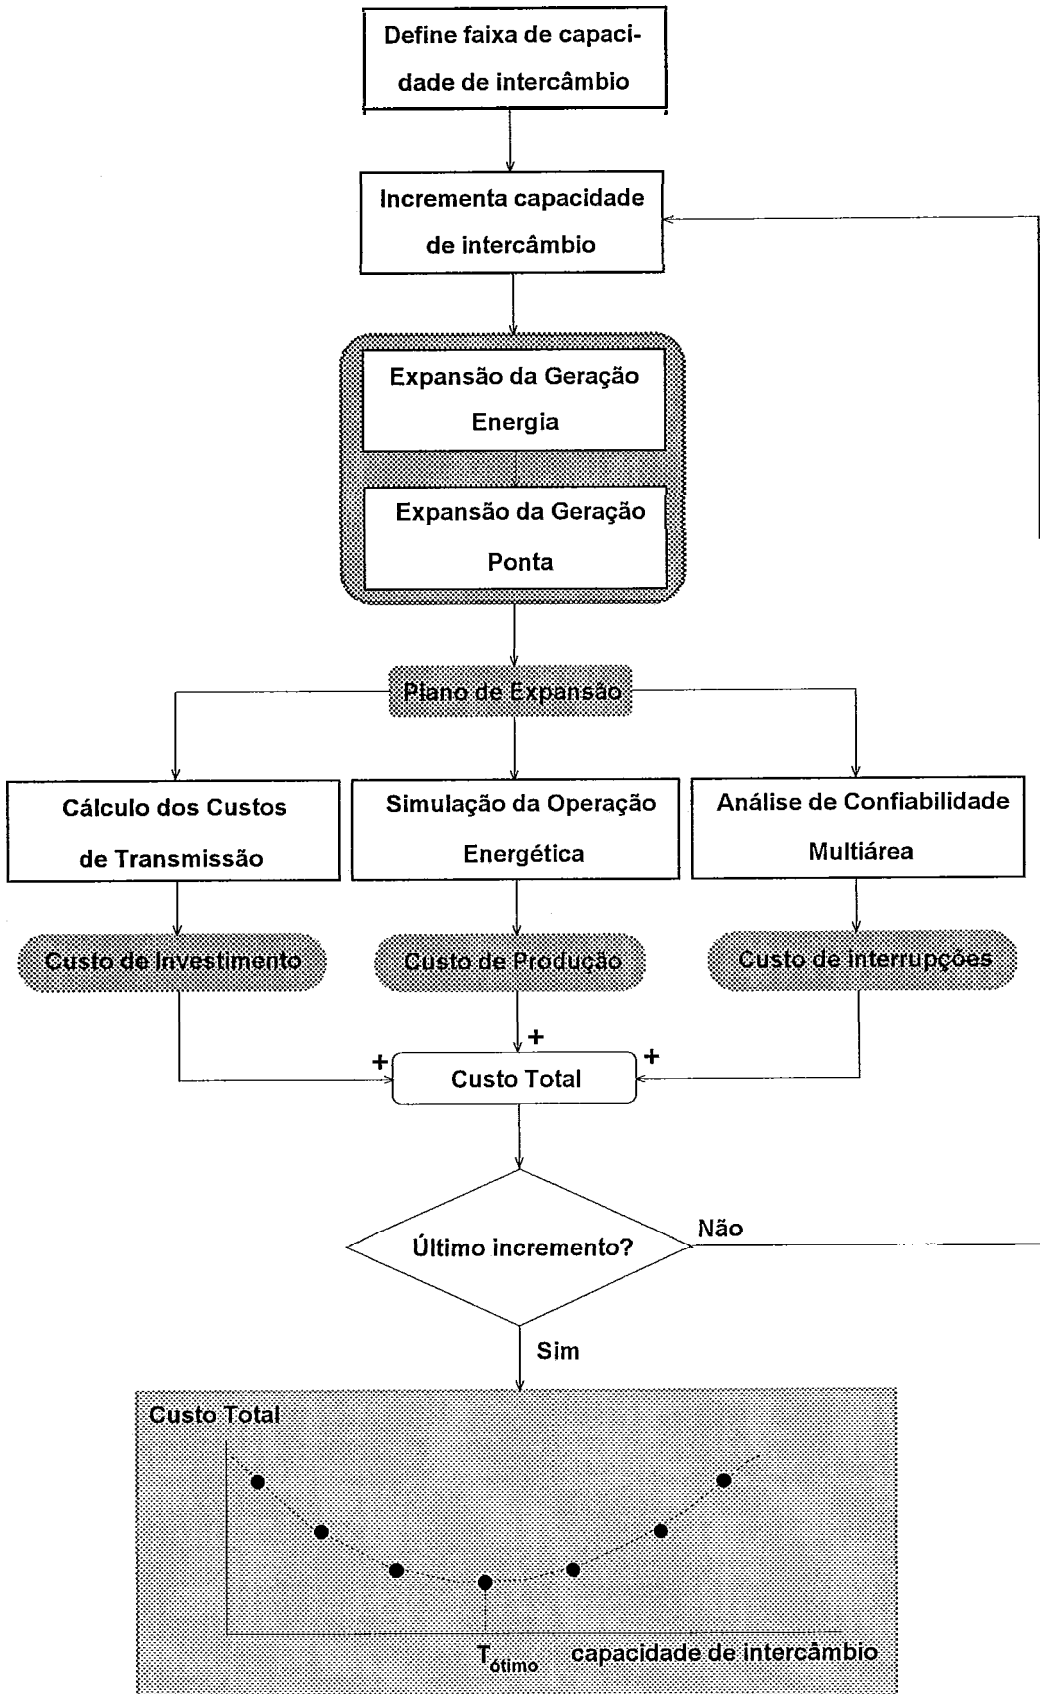 Define faixa de capaci-
dade de intercâmbio
Incrementa capacidade
de intercâmbio
Expansão da Geração
Energia
Expansão da Geração
Ponta
Plano de Expansão
Cálculo dos Custos
de Transmissão
Simulação da Operação
Energética
Análise de Confiabilidade
Multiárea
Custo de Investimento
Custo de Produção
Custo de interrupções
+
+
+
Custo Total
Último incremento?
Não
Sim
Custo Total
Tótimo
capacidade de intercâmbio